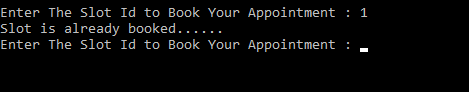 Enter The Slot Id to Book Your Appointment : 1
Slot is already booked......
Enter The Slot Id to Book Your Appointment :